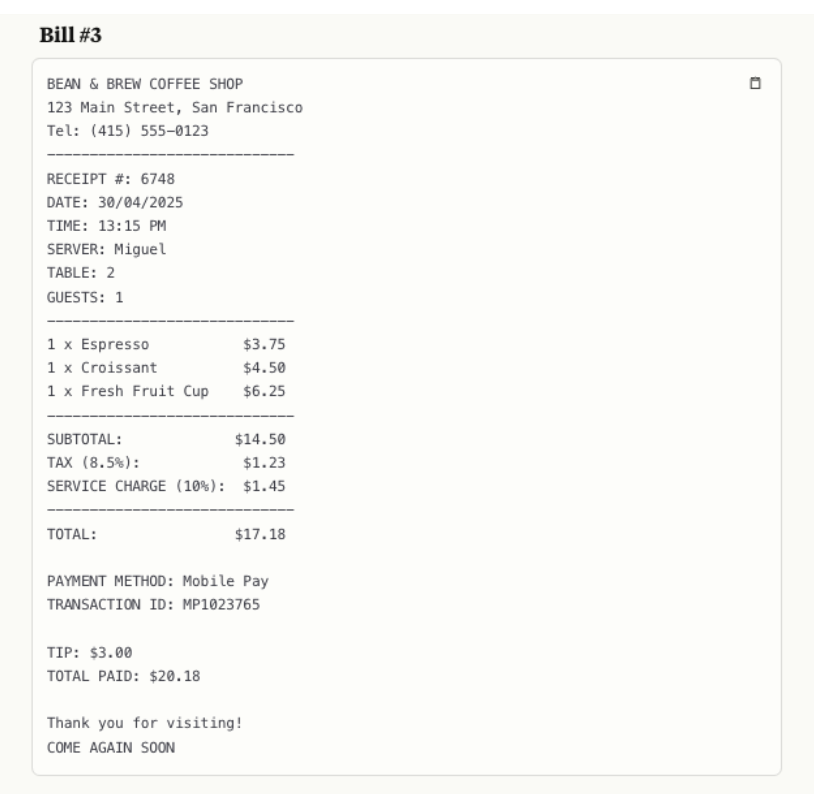 Bill #3
BEAN & BREW COFFEE SHOP
123 Main Street, San Francisco
Tel: (415) 555-0123
-----------------------------
RECEIPT #: 6748
DATE: 30/04/2025
TIME: 13:15 PM
SERVER: Miguel
TABLE: 2
GUESTS: 1
-----------------------------
1 x Espresso $3.75
1 x Croissant $4.50
1 x Fresh Fruit Cup $6.25
-----------------------------
SUBTOTAL: $14.50
TAX (8.5%): $1.23
SERVICE CHARGE (10%): $1.45
-----------------------------
TOTAL: $17.18
PAYMENT METHOD: Mobile Pay
TRANSACTION ID: MP1023765
TIP: $3.00
TOTAL PAID: $20.18
Thank you for visiting!
COME AGAIN SOON